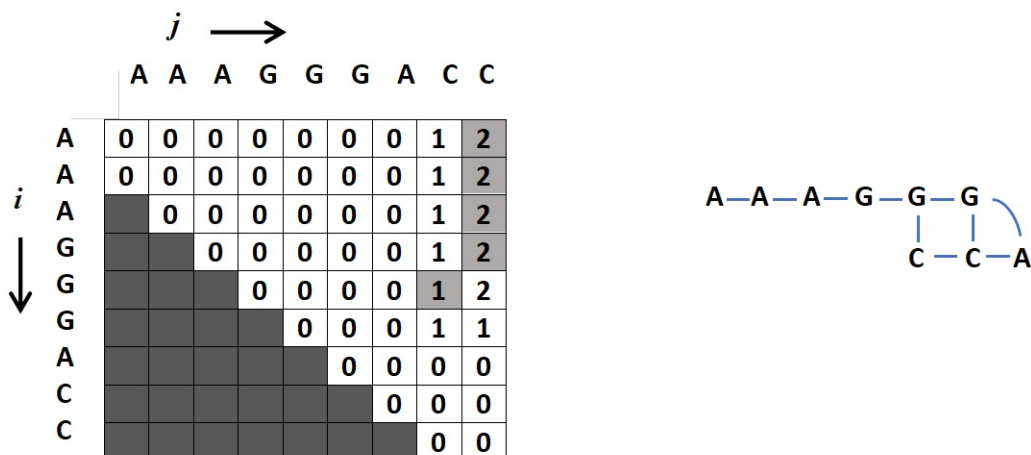 j
A A A G G G A C C
i
A 0 0 0 0 0 0 0 1 2
A 0 0 0 0 0 0 0 1 2
A 0 0 0 0 0 0 1 2
G 0 0 0 0 0 1 2
G 0 0 0 0 1 2
G 0 0 0 1 1
A 0 0 0 0
C 0 0 0
C 0 0
A A A G G G
C C A